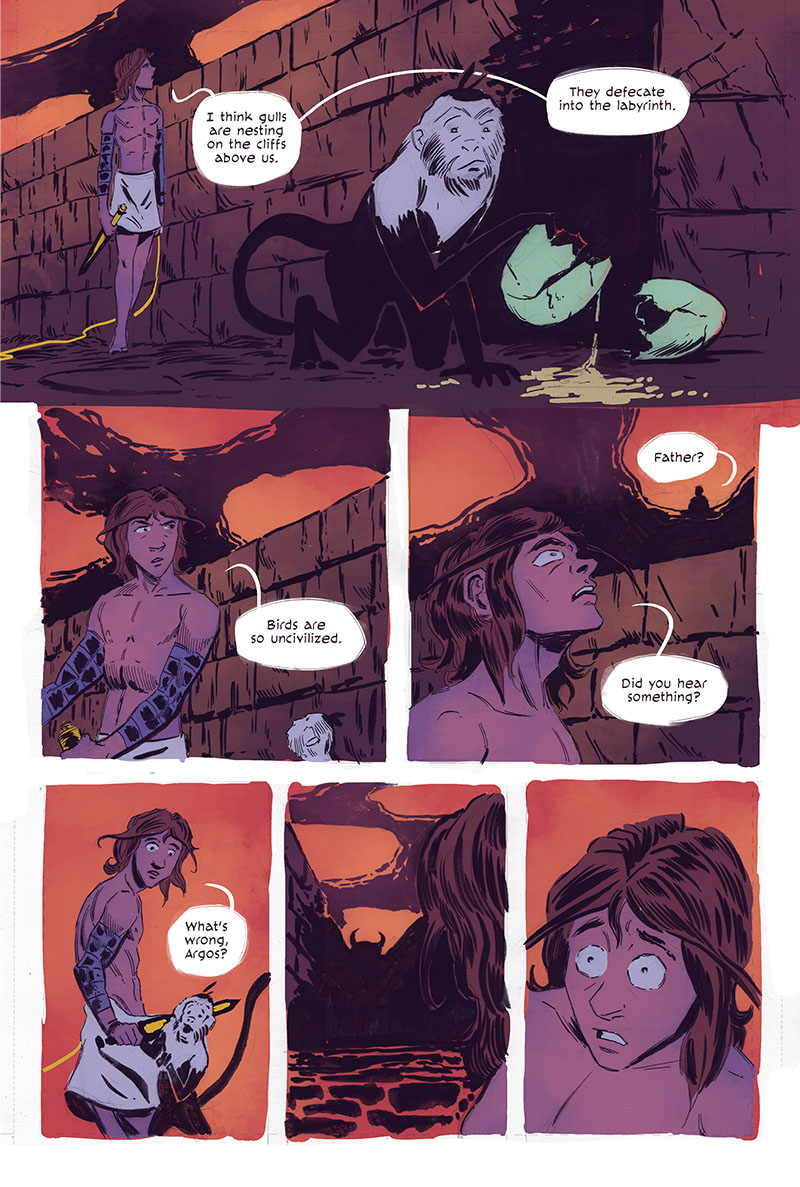 I think gulls
are nesting
on the cliffs
above us.
They defecate
into the labyrinth.
Birds are
so uncivilized.
Father?
Did you hear
something?
What's
wrong,
Argos?